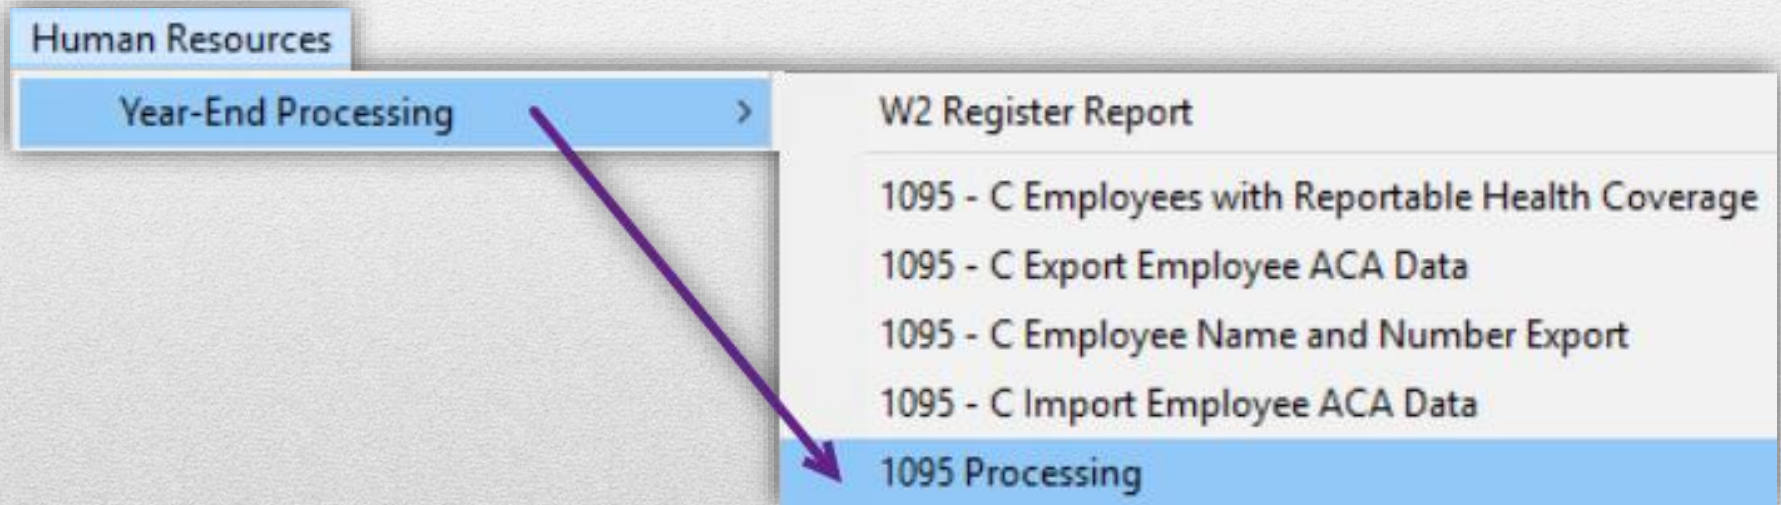 Human Resources
Year-End Processing >
W2 Register Report
1095 - C Employees with Reportable Health Coverage
1095 - C Export Employee ACA Data
1095 - C Employee Name and Number Export
1095 - C Import Employee ACA Data
1095 Processing